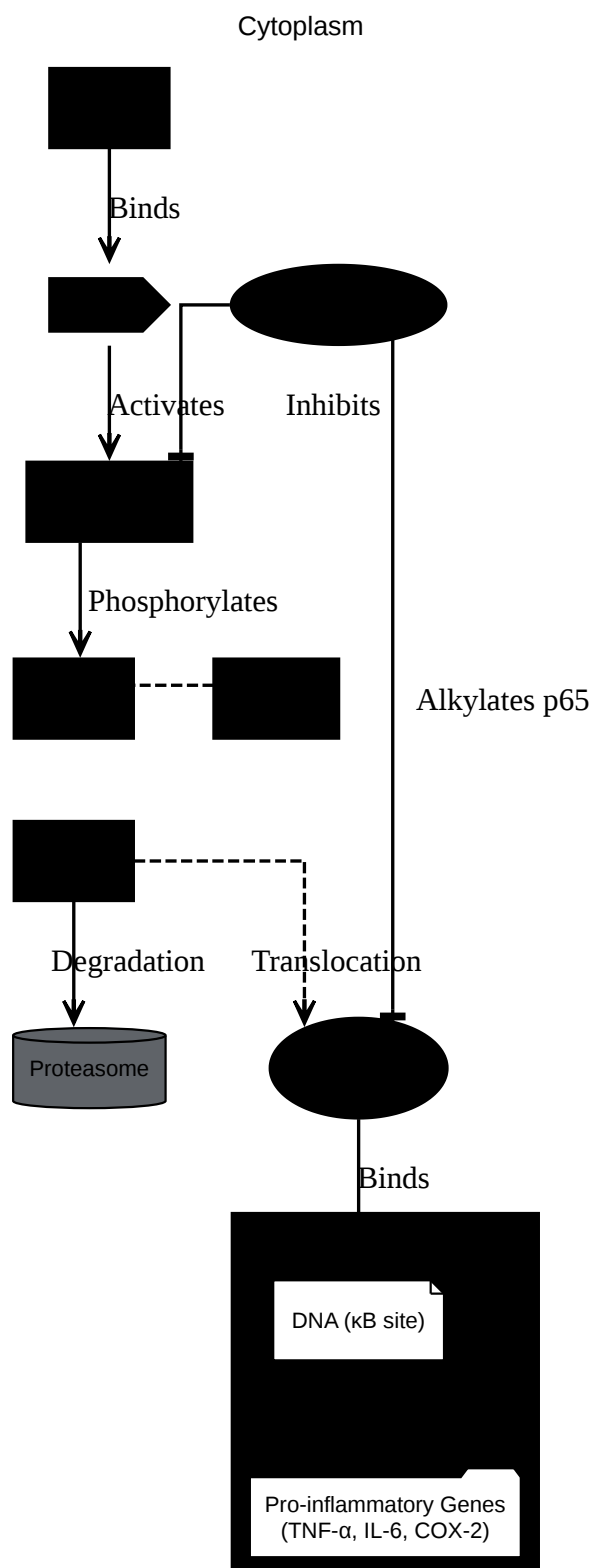 Cytoplasm
Binds
Activates
Inhibits
Phosphorylates
Alkylates p65
Degradation
Translocation
Proteasome
Binds
DNA (κB site)
Pro-inflammatory Genes
(TNF-α, IL-6, COX-2)